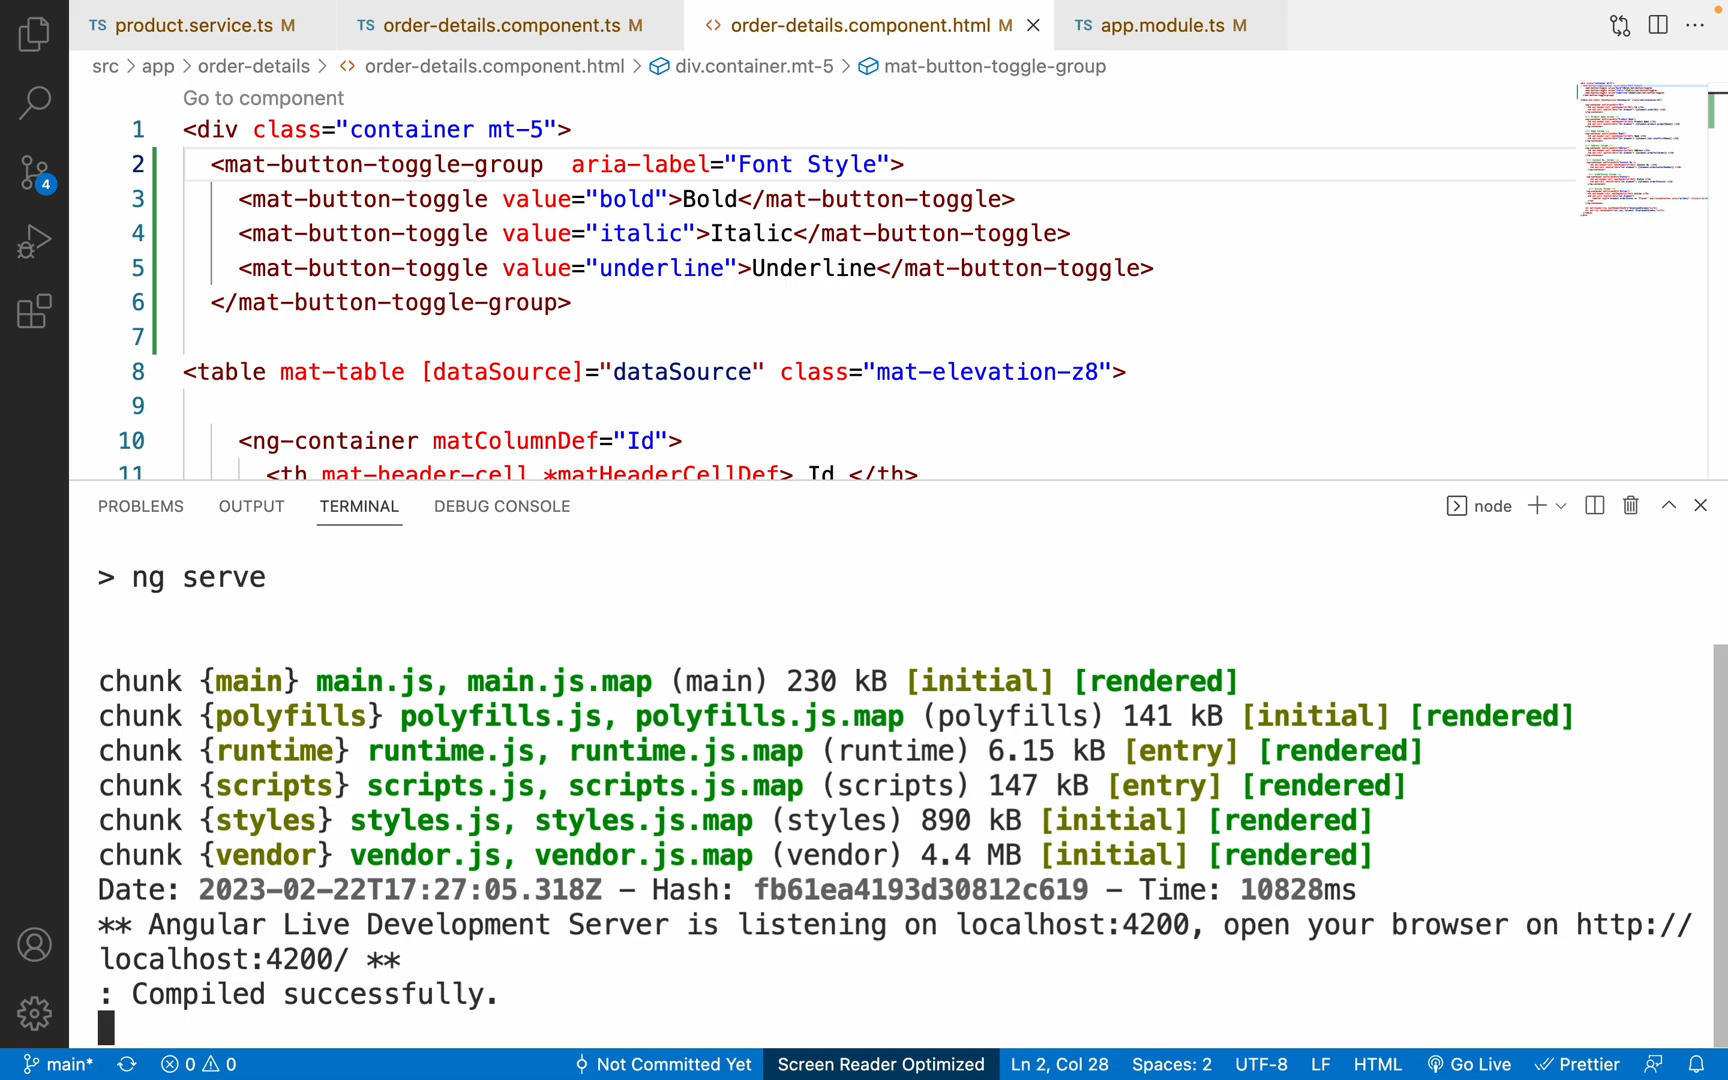 TS product.service.ts M TS order-details.component.ts M <> order-details.component.html M TS app.module.ts M
src > app > order-details > <> order-details.component.html > div.container.mt-5 > mat-button-toggle-group
Go to component
1 <div class="container mt-5">
2 <mat-button-toggle-group  aria-label="Font Style">
3 <mat-button-toggle value="bold">Bold</mat-button-toggle>
4 <mat-button-toggle value="italic">Italic</mat-button-toggle>
5 <mat-button-toggle value="underline">Underline</mat-button-toggle>
6 </mat-button-toggle-group>
7
8 <table mat-table [dataSource]="dataSource" class="mat-elevation-z8">
9
10 <ng-container matColumnDef="Id">
11 <th mat-header-cell *matHeaderCellDef> Id </th>
4
PROBLEMS OUTPUT TERMINAL DEBUG CONSOLE node
> ng serve
chunk {main} main.js, main.js.map (main) 230 kB [initial] [rendered]
chunk {polyfills} polyfills.js, polyfills.js.map (polyfills) 141 kB [initial] [rendered]
chunk {runtime} runtime.js, runtime.js.map (runtime) 6.15 kB [entry] [rendered]
chunk {scripts} scripts.js, scripts.js.map (scripts) 147 kB [entry] [rendered]
chunk {styles} styles.js, styles.js.map (styles) 890 kB [initial] [rendered]
chunk {vendor} vendor.js, vendor.js.map (vendor) 4.4 MB [initial] [rendered]
Date: 2023-02-22T17:27:05.318Z - Hash: fb61ea4193d30812c619 - Time: 10828ms
** Angular Live Development Server is listening on localhost:4200, open your browser on http://
localhost:4200/ **
: Compiled successfully.
main* 0 0 Not Committed Yet Screen Reader Optimized Ln 2, Col 28 Spaces: 2 UTF-8 LF HTML Go Live Prettier